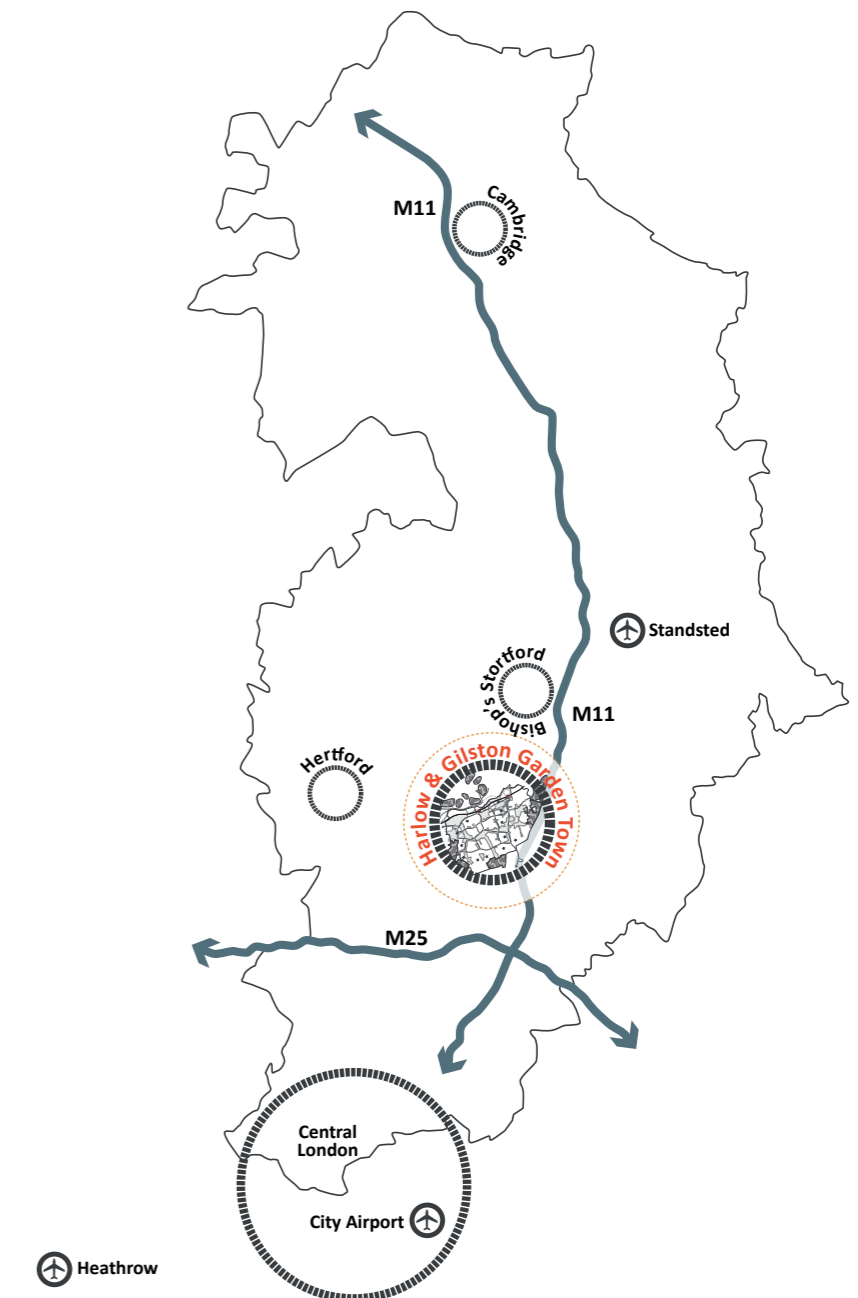 M11
Cambridge
Standsted
Bishop's Stortford
M11
Hertford
Harlow & Gilston Garden Town
M25
Central
London
City Airport
Heathrow